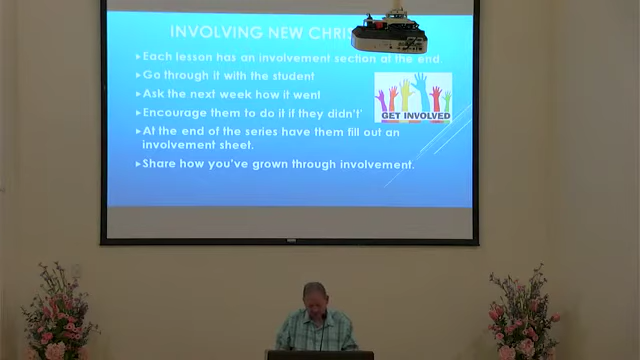 INVOLVING NEW CHRIS
Each lesson has an involvement section at the end.
Go through it with the student
Ask the next week how it went
Encourage them to do it if they didn't'
GET INVOLVED
At the end of the series have them fill out an
involvement sheet.
Share how you've grown through involvement.